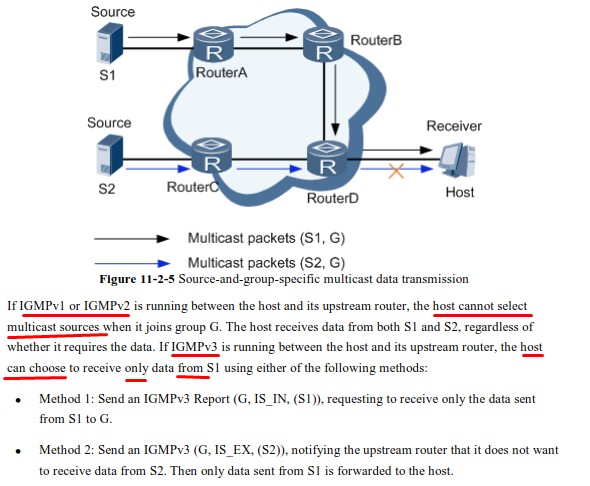 Source
S1
R
RouterA
R
RouterB
Source
S2
R
RouterC
R
RouterD
Receiver
Host
Multicast packets (S1, G)
Multicast packets (S2, G)
Figure 11-2-5 Source-and-group-specific multicast data transmission
If IGMPv1 or IGMPv2 is running between the host and its upstream router, the host cannot select
multicast sources when it joins group G. The host receives data from both S1 and S2, regardless of
whether it requires the data. If IGMPv3 is running between the host and its upstream router, the host
can choose to receive only data from S1 using either of the following methods:
• Method 1: Send an IGMPv3 Report (G, IS_IN, (S1)), requesting to receive only the data sent
from S1 to G.
• Method 2: Send an IGMPv3 (G, IS_EX, (S2)), notifying the upstream router that it does not want
to receive data from S2. Then only data sent from S1 is forwarded to the host.